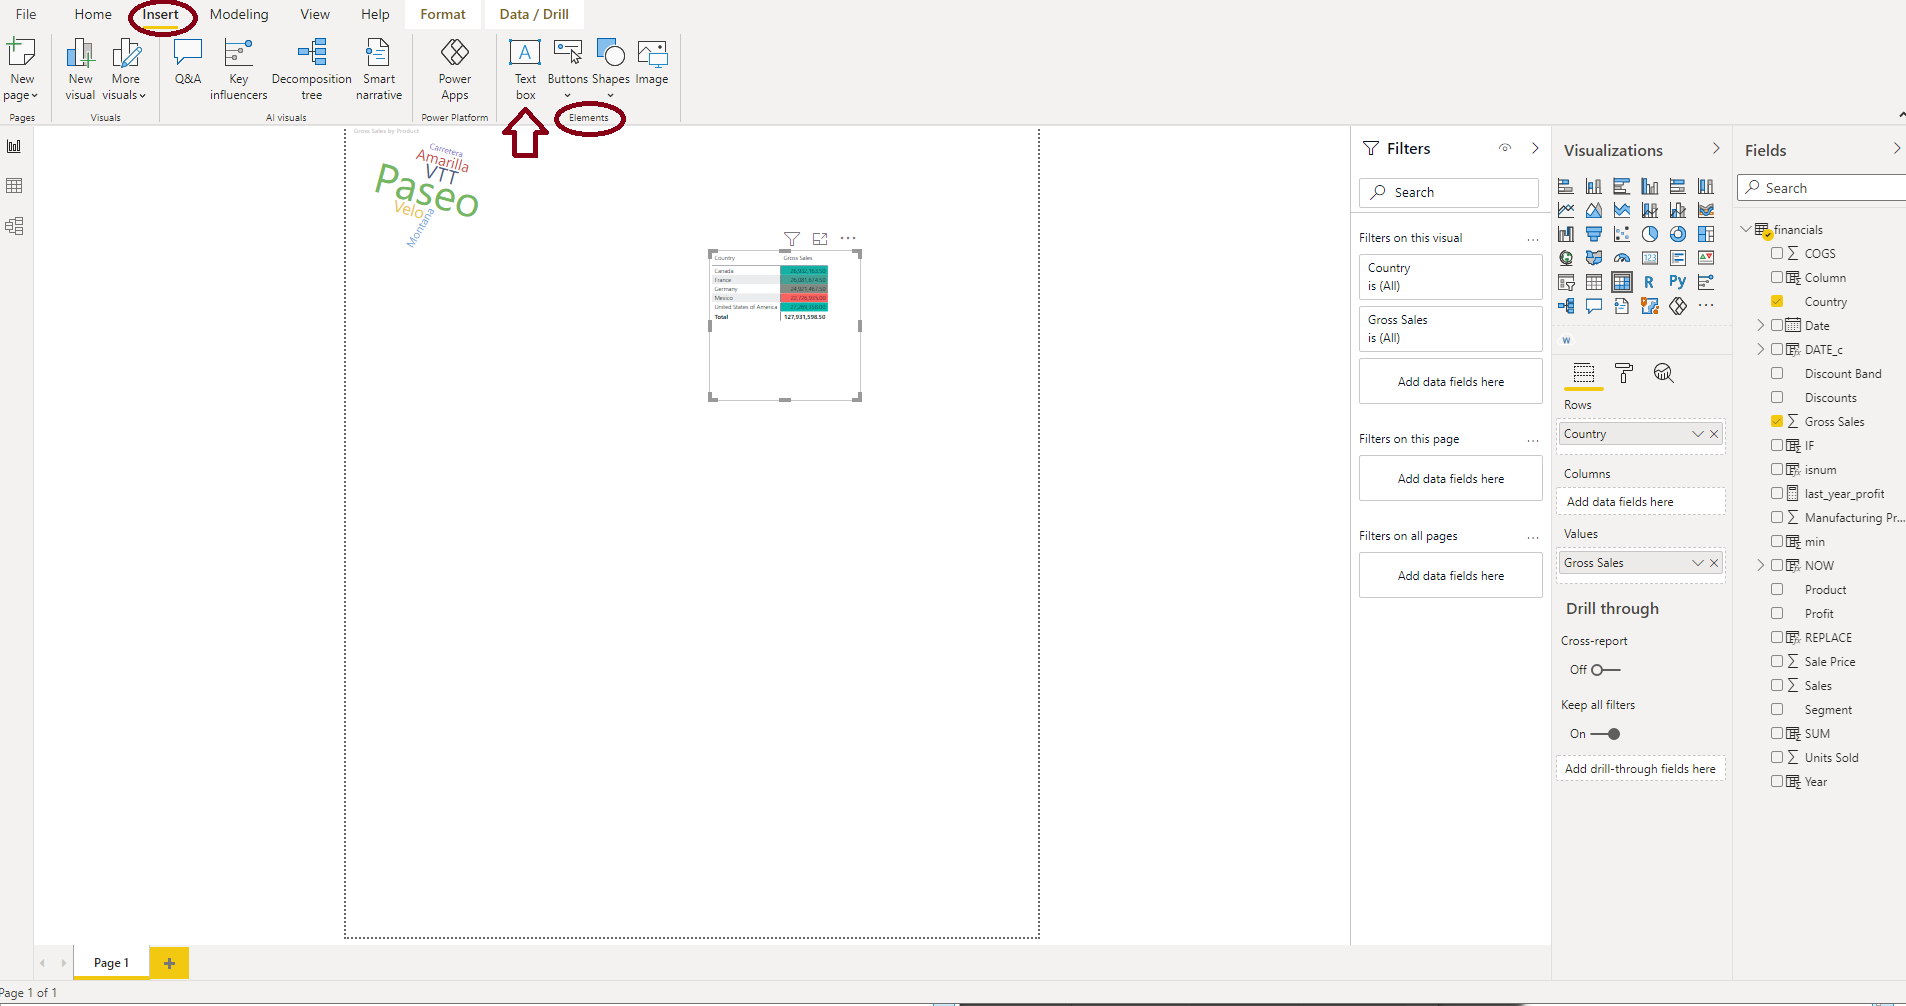 File Home Insert Modeling View Help Format Data / Drill
New page
New visual
More visuals
Q&A
Key influencers
Decomposition tree
Smart narrative
Power Apps
Text box
Buttons
Shapes
Image
Pages Visuals AI visuals Power Platform Elements
Gross Sales by Product
Carretera
Amarilla
VTT
Paseo
Velo
Montana
Country Gross Sales
Canada 26,932,163.50
France 26,081,674.50
Germany 24,921,467.50
Mexico 22,726,935.00
United States of America
Total 127,931,598.50
Filters
Search
Filters on this visual ...
Country
is (All)
Gross Sales
is (All)
Add data fields here
Filters on this page ...
Add data fields here
Filters on all pages ...
Add data fields here
Visualizations
R Py
W
Rows
Country
Columns
Add data fields here
Values
Gross Sales
Drill through
Cross-report
Off
Keep all filters
On
Add drill-through fields here
Fields
Search
financials
COGS
Column
Country
Date
DATE_c
Discount Band
Discounts
Gross Sales
IF
isnum
last_year_profit
Manufacturing Pr...
min
NOW
Product
Profit
REPLACE
Sale Price
Sales
Segment
SUM
Units Sold
Year
Page 1
Page 1 of 1